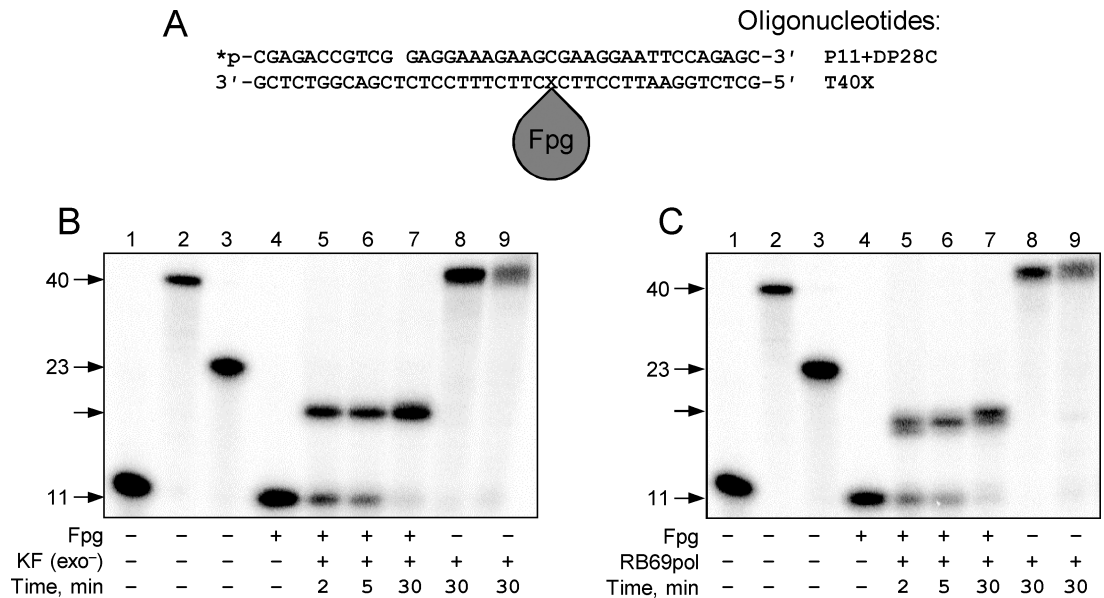 A
Oligonucleotides:
*p-CGAGACCGTCG GAGGAAAGAAGCGAAGGAATTCCAGAGC-3' P11+DP28C
3'-GCTCTGGCAGCTCTCCTTTCTTCXCTTCCTTAAGGTCTCG-5' T40X
Fpg
B
1 2 3 4 5 6 7 8 9
40
23
11
Fpg – – – + + + + – –
KF (exo–) – – – – + + + + +
Time, min – – – – 2 5 30 30 30
C
1 2 3 4 5 6 7 8 9
40
23
11
Fpg – – – + + + + – –
RB69pol – – – – + + + + +
Time, min – – – – 2 5 30 30 30